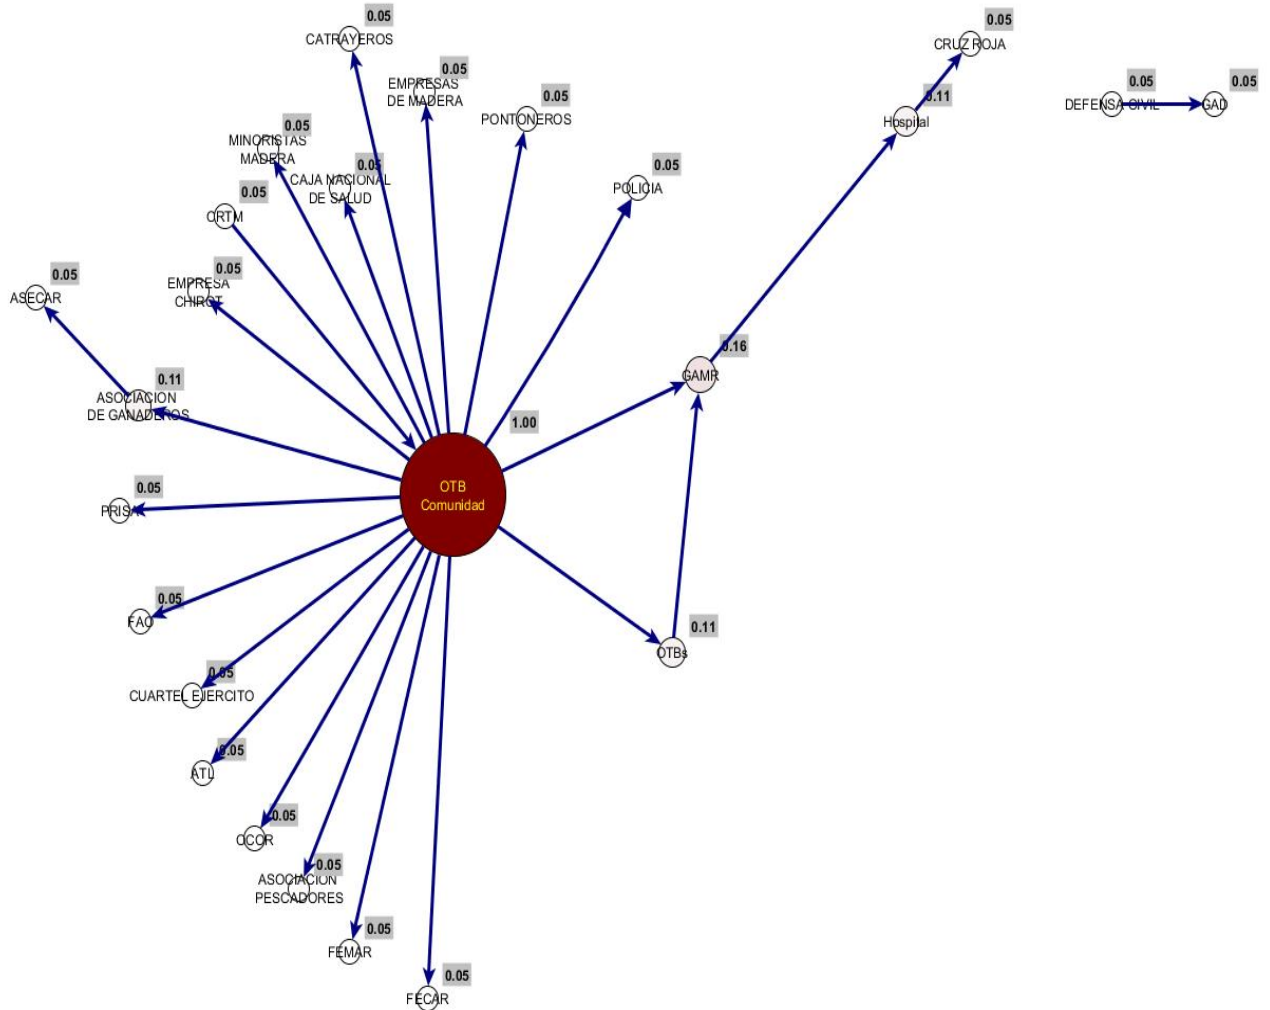 0.05
CATRAYEROS
0.05
CRUZ ROJA
0.05
EMPRESAS
DE MADERA
0.05
PONTONEROS
0.11
Hospital
0.05
DEFENSA CIVIL
0.05
GAD
0.05
MINORISTAS
MADERA
0.05
CAJA NACIONAL
DE SALUD
0.05
POLICIA
0.05
CRTM
0.05
EMPRESA
CHIROT
0.05
ASECAR
0.16
GAMR
0.11
ASOCIACION
DE GANADEROS
1.00
OTB
Comunidad
0.05
PRISA
0.05
FAO
0.11
OTBs
0.05
CUARTEL EJERCITO
0.05
ATL
0.05
OCOR
0.05
ASOCIACION
PESCADORES
0.05
FEMAR
0.05
FECAR